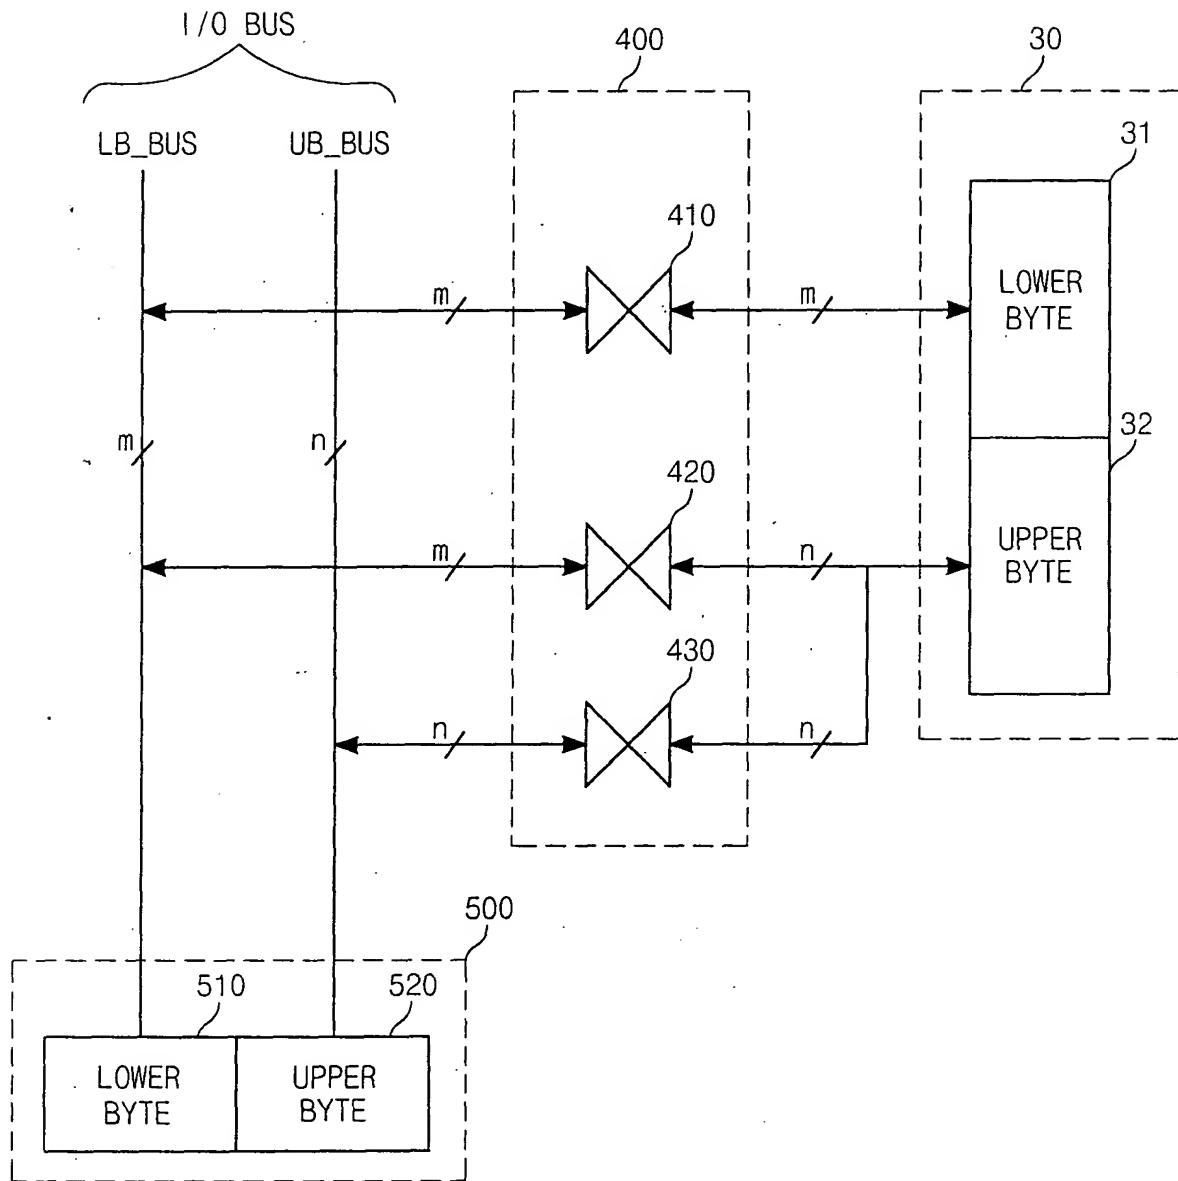 I/O BUS
400
30
LB_BUS
UB_BUS
31
410
m
m
LOWER
BYTE
m
n
32
420
m
n
UPPER
BYTE
430
n
n
500
510
520
LOWER
BYTE
UPPER
BYTE